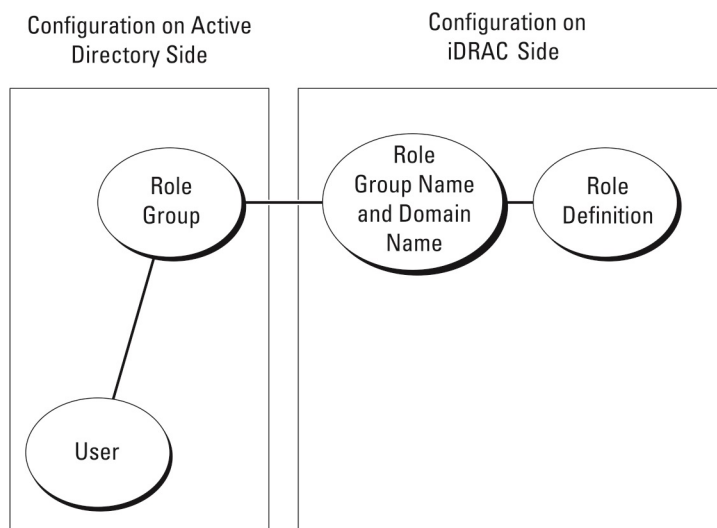 Configuration on Active
Directory Side
Configuration on
iDRAC Side
Role
Group
Role
Group Name
and Domain
Name
Role
Definition
User